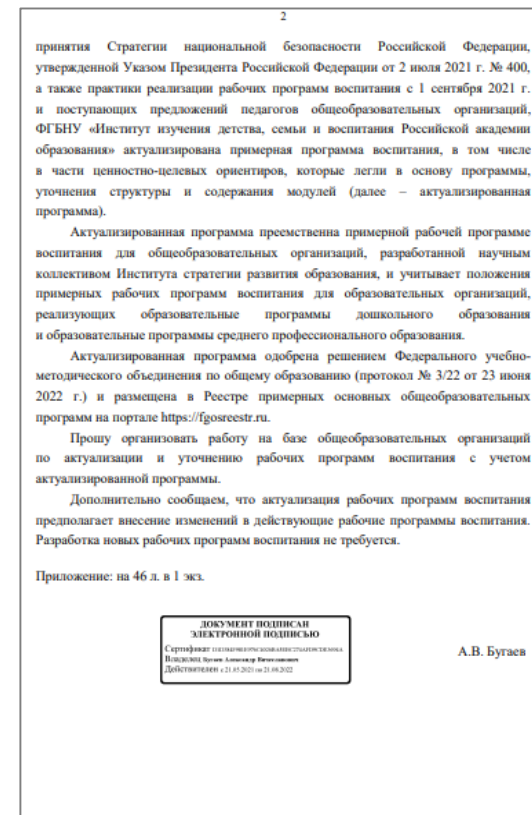 2
принятия Стратегии национальной безопасности Российской Федерации,
утвержденной Указом Президента Российской Федерации от 2 июля 2021 г. № 400,
а также практики реализации рабочих программ воспитания с 1 сентября 2021 г.
и поступающих предложений педагогов общеобразовательных организаций,
ФГБНУ «Институт изучения детства, семьи и воспитания Российской академии
образования» актуализирована примерная программа воспитания, в том числе
в части ценностно-целевых ориентиров, которые легли в основу программы,
уточнения структуры и содержания модулей (далее – актуализированная
программа).
Актуализированная программа преемственна примерной рабочей программе
воспитания для общеобразовательных организаций, разработанной научным
коллективом Института стратегии развития образования, и учитывает положения
примерных рабочих программ воспитания для образовательных организаций,
реализующих образовательные программы дошкольного образования
и образовательные программы среднего профессионального образования.
Актуализированная программа одобрена решением Федерального учебно-
методического объединения по общему образованию (протокол № 3/22 от 23 июня
2022 г.) и размещена в Реестре примерных основных общеобразовательных
программ на портале https://fgosreestr.ru.
Прошу организовать работу на базе общеобразовательных организаций
по актуализации и уточнению рабочих программ воспитания с учетом
актуализированной программы.
Дополнительно сообщаем, что актуализация рабочих программ воспитания
предполагает внесение изменений в действующие рабочие программы воспитания.
Разработка новых рабочих программ воспитания не требуется.
Приложение: на 46 л. в 1 экз.
ДОКУМЕНТ ПОДПИСАН
ЭЛЕКТРОННОЙ ПОДПИСЬЮ
Сертификат
Владелец Бугаев Александр Вячеславович
Действителен с 21.05.2021 по 21.08.2022
А.В. Бугаев